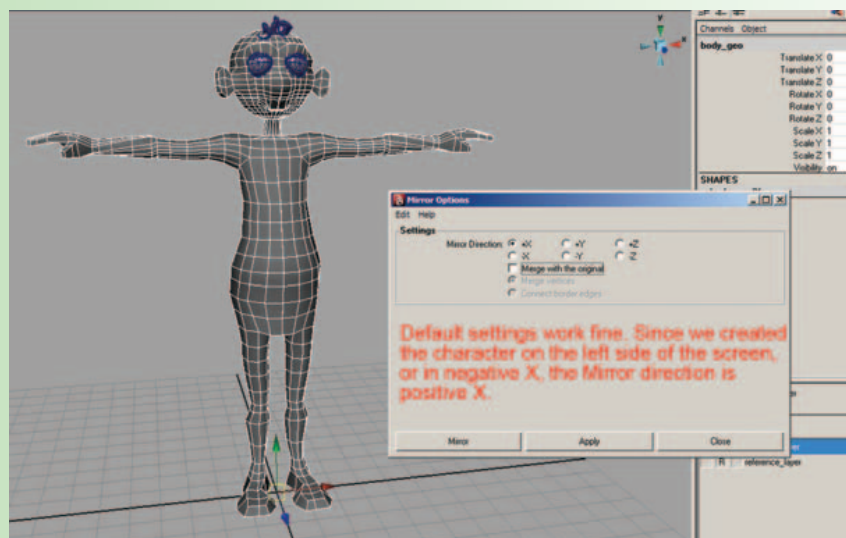 Channels Object
body_geo
Translate X 0
Translate Y 0
Translate Z 0
Rotate X 0
Rotate Y 0
Rotate Z 0
Scale X 1
Scale Y 1
Scale Z 1
Visibility on
SHAPES
Mirror Options
Edit Help
Settings
Mirror Direction: +X +Y +Z
-X -Y -Z
Merge with the original
Merge vertices
Connect border edges
Default settings work fine. Since we created
the character on the left side of the screen,
or in negative X, the Mirror direction is
positive X.
Mirror Apply Close
R reference_layer
y
x